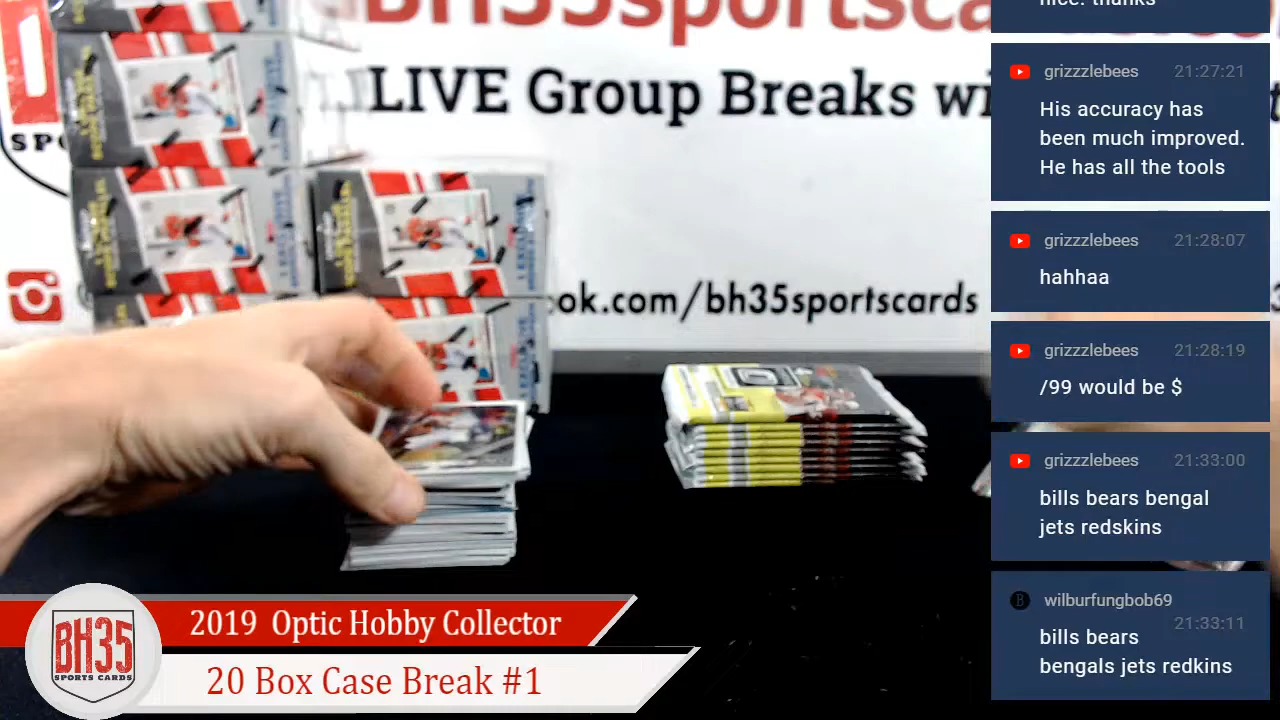 BH35sportscar
LIVE Group Breaks wi
ok.com/bh35sportscards
SPO
nice. thanks
grizzzlebees 21:27:21
His accuracy has
been much improved.
He has all the tools
grizzzlebees 21:28:07
hahhaa
grizzzlebees 21:28:19
/99 would be $
grizzzlebees 21:33:00
bills bears bengal
jets redskins
wilburfungbob69
21:33:11
bills bears
bengals jets redkins
2019 Optic Hobby Collector
20 Box Case Break #1
BH35
SPORTS CARDS